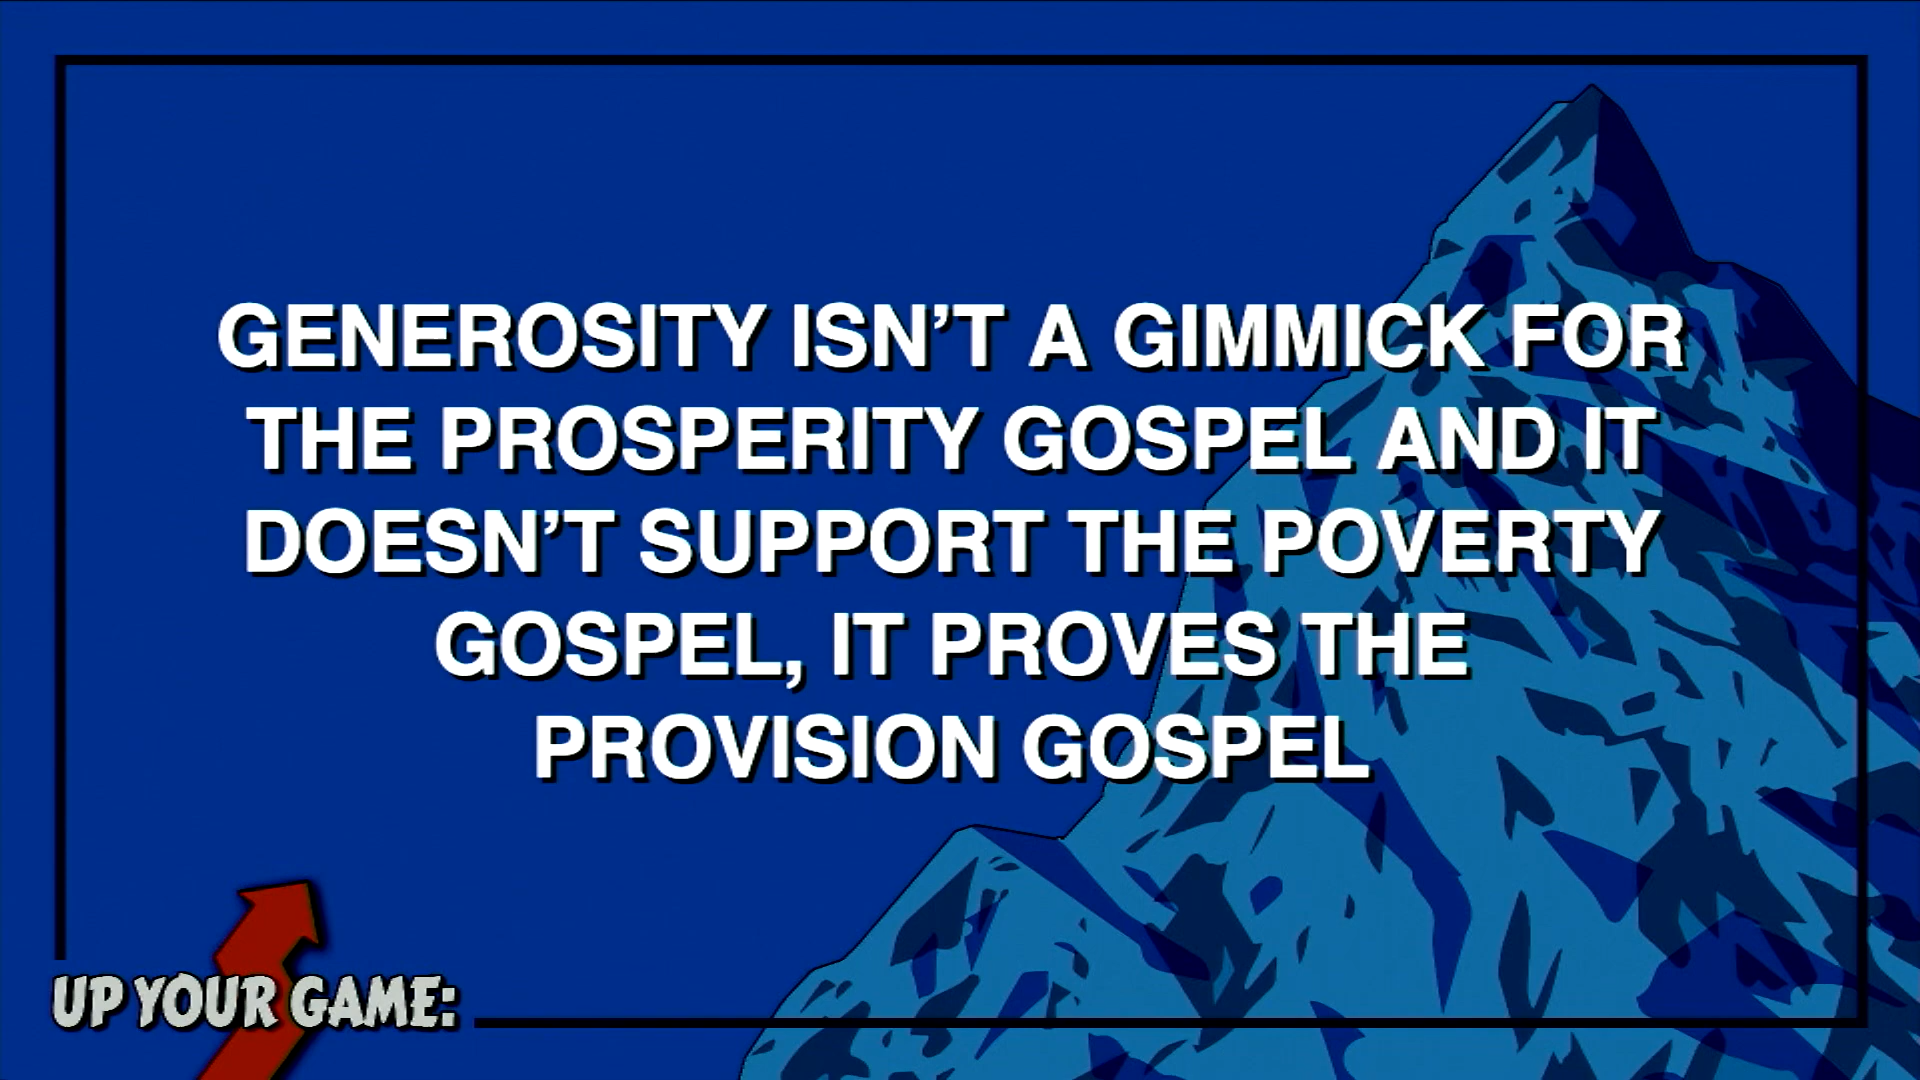 GENEROSITY ISN’T A GIMMICK FOR
THE PROSPERITY GOSPEL AND IT
DOESN’T SUPPORT THE POVERTY
GOSPEL, IT PROVES THE
PROVISION GOSPEL
UP YOUR GAME: